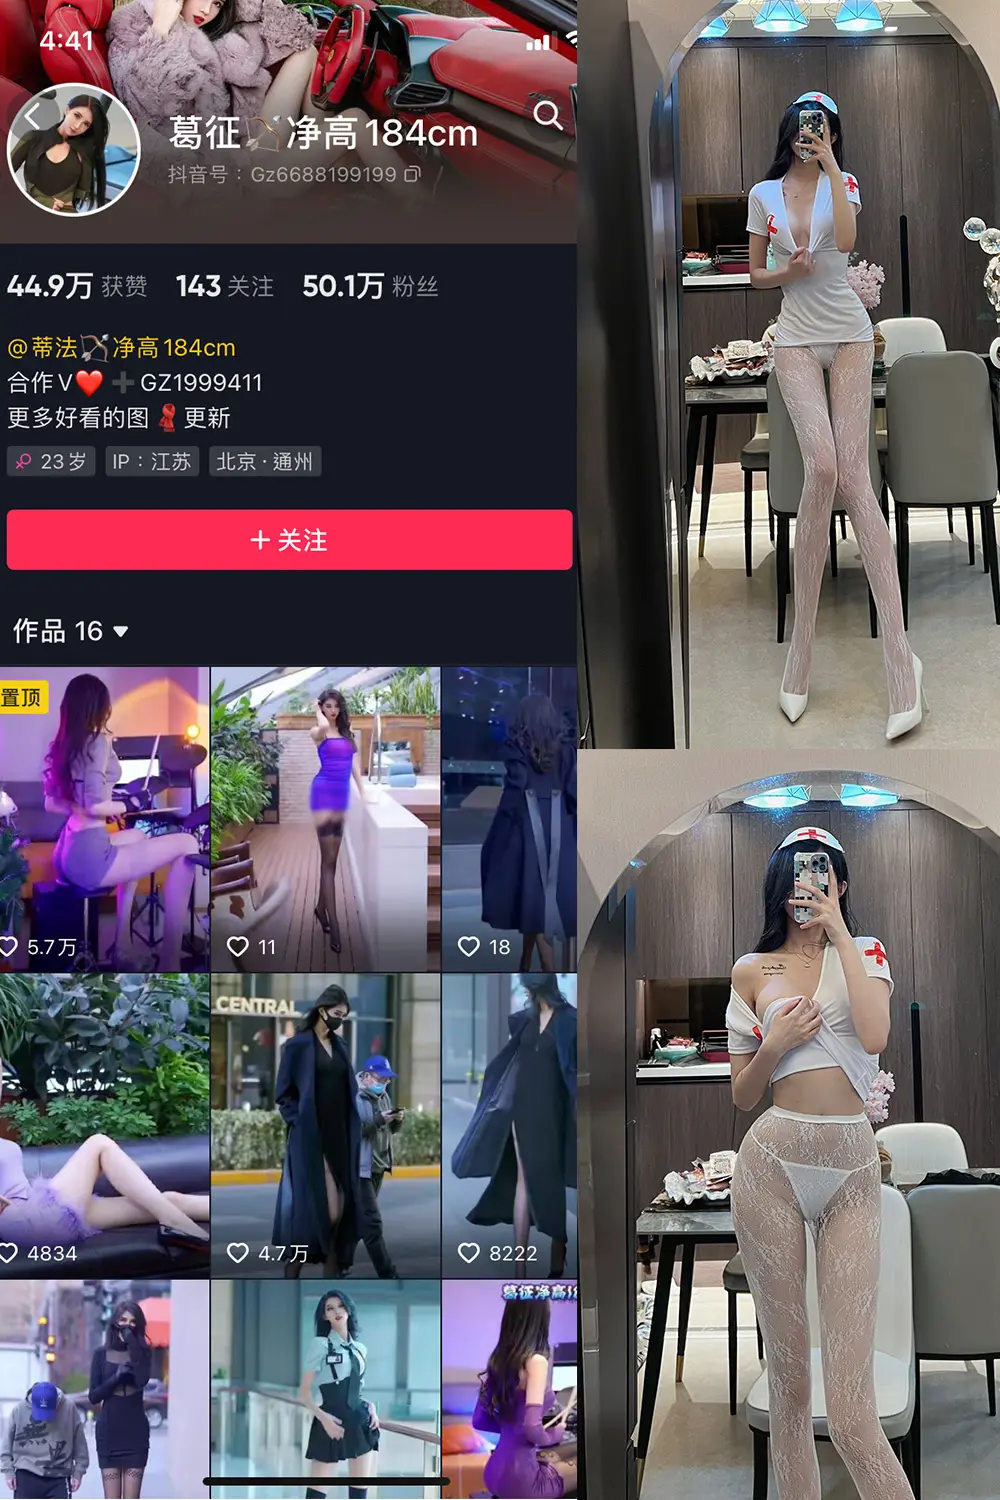 4:41
葛征🏹净高184cm
抖音号：Gz6688199199
44.9万 获赞 143 关注 50.1万 粉丝
@蒂法🏹净高184cm
合作V❤️➕GZ1999411
更多好看的图🧣更新
♀ 23岁 IP：江苏 北京·通州
+ 关注
作品 16
置顶
5.7万 11 18
CENTRAL
4834 4.7万 8222
葛征净高